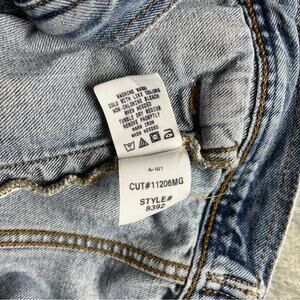 MACHINE WASH
COLD WITH LIKE COLORS
NON-CHLORINE BLEACH
WHEN NEEDED
TUMBLE DRY MEDIUM
REMOVE PROMPTLY
WARM IRON
WHEN NEEDED
A-101
CUT#11206MG
STYLE#
8392